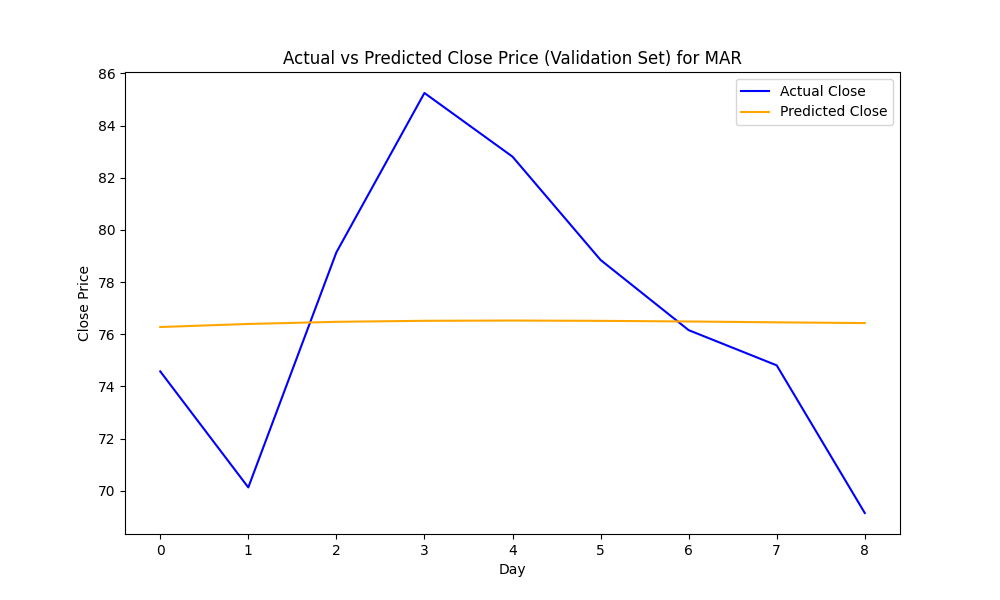 Actual vs Predicted Close Price (Validation Set) for MAR
Actual Close
Predicted Close
Close Price
86
84
82
80
78
76
74
72
70
0 1 2 3 4 5 6 7 8
Day